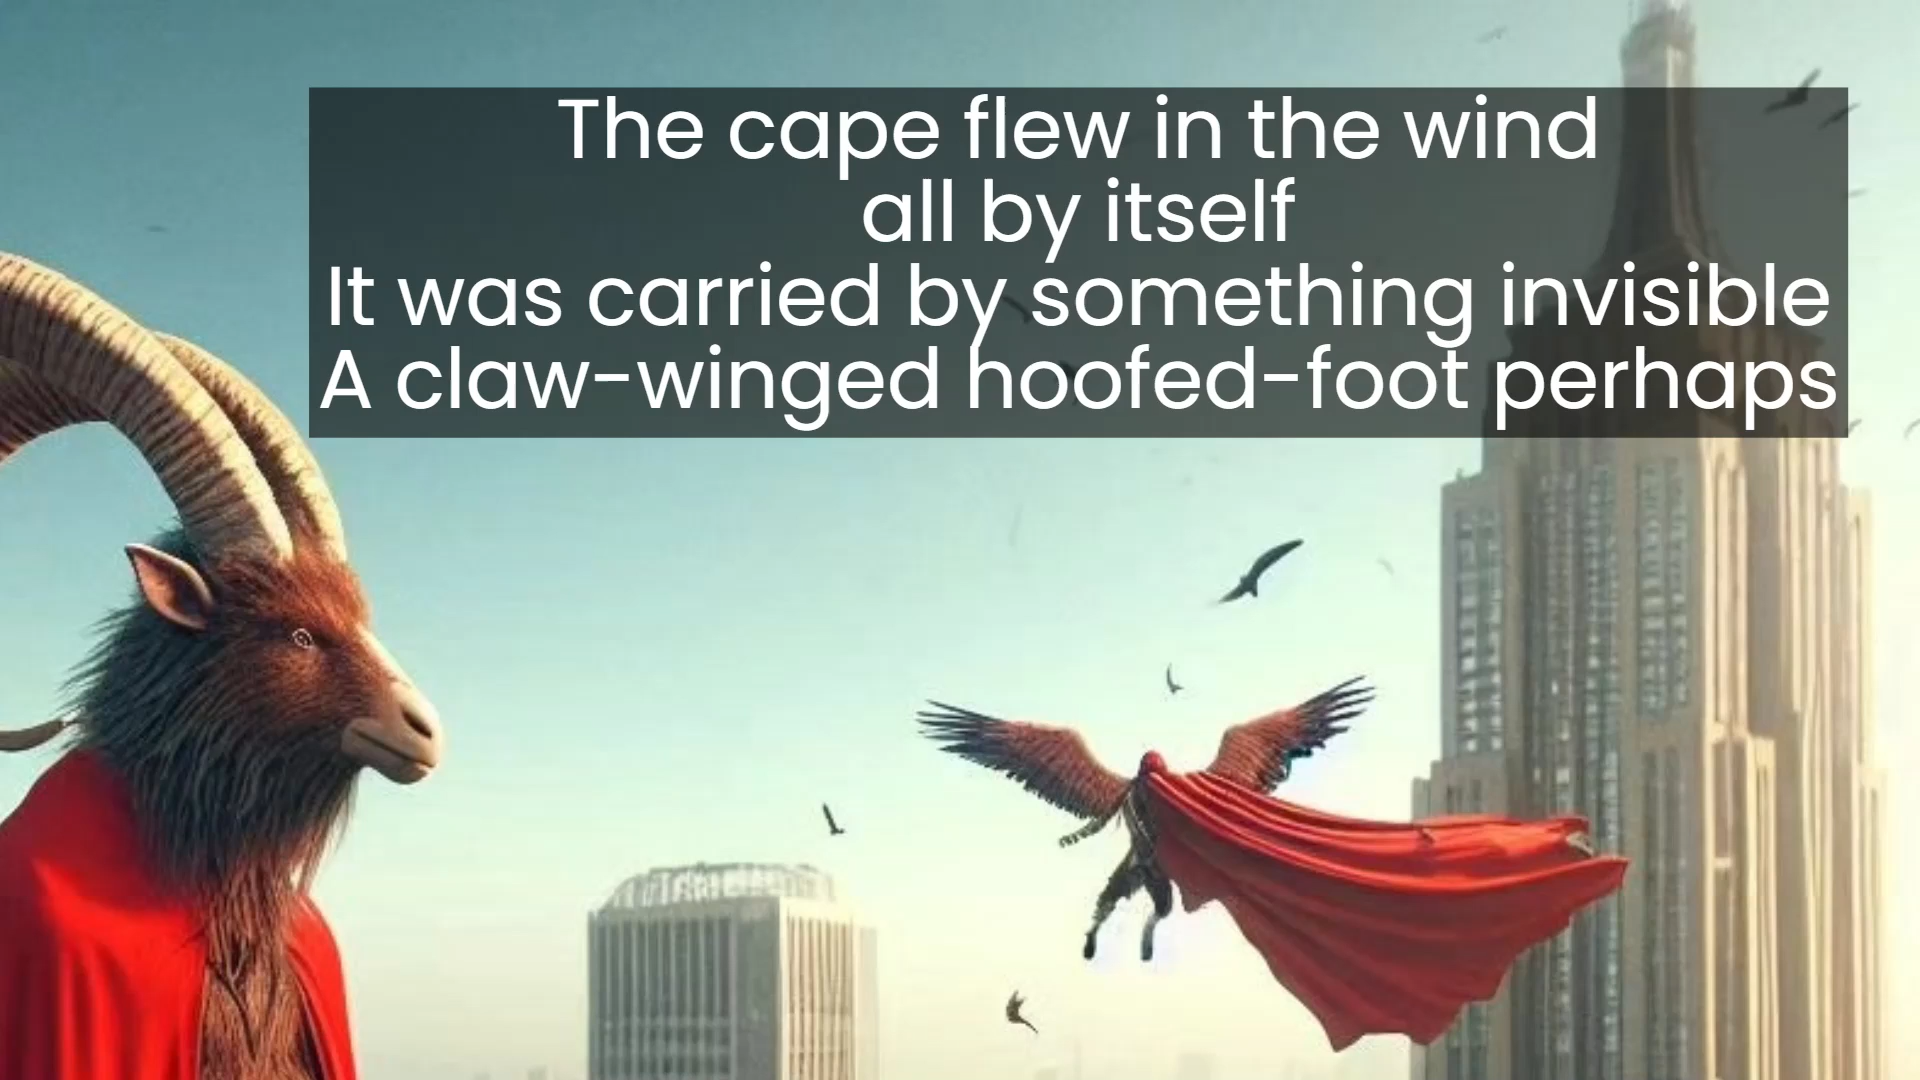 The cape flew in the wind
all by itself
It was carried by something invisible
A claw-winged hoofed-foot perhaps